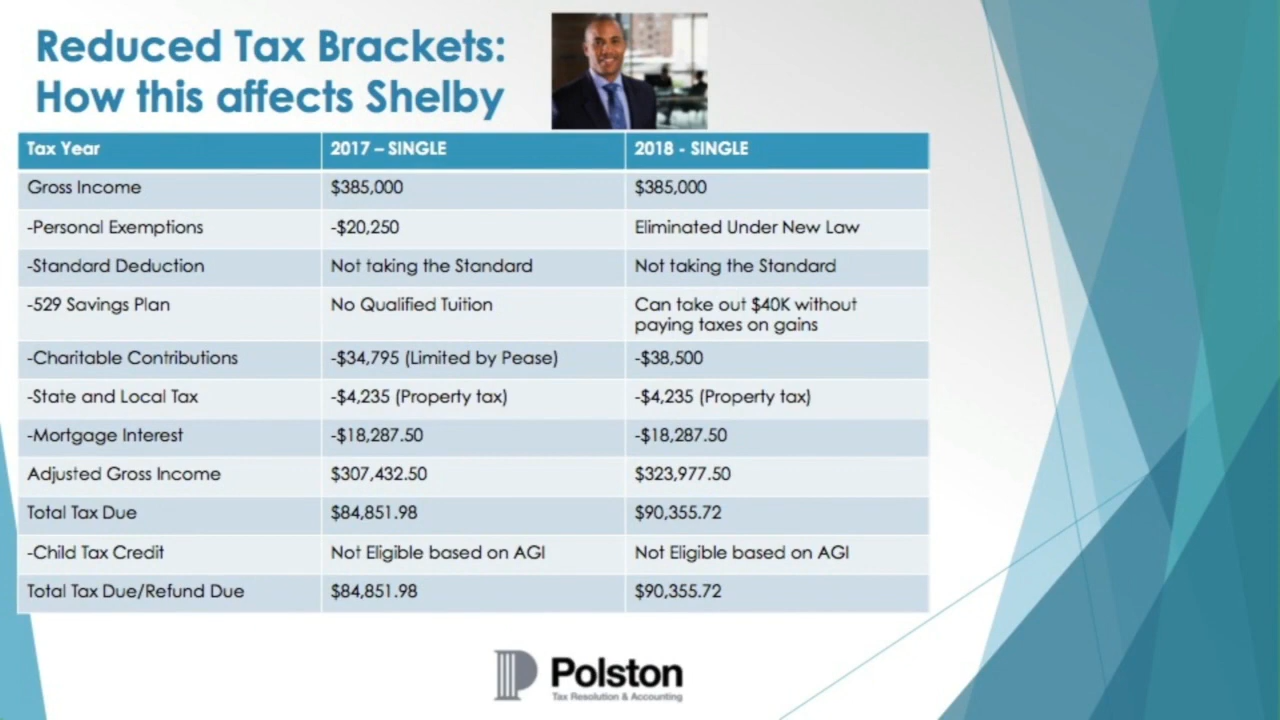 Reduced Tax Brackets:
How this affects Shelby
Tax Year 2017 – SINGLE 2018 - SINGLE
Gross Income $385,000 $385,000
-Personal Exemptions -$20,250 Eliminated Under New Law
-Standard Deduction Not taking the Standard Not taking the Standard
-529 Savings Plan No Qualified Tuition Can take out $40K without
paying taxes on gains
-Charitable Contributions -$34,795 (Limited by Pease) -$38,500
-State and Local Tax -$4,235 (Property tax) -$4,235 (Property tax)
-Mortgage Interest -$18,287.50 -$18,287.50
Adjusted Gross Income $307,432.50 $323,977.50
Total Tax Due $84,851.98 $90,355.72
-Child Tax Credit Not Eligible based on AGI Not Eligible based on AGI
Total Tax Due/Refund Due $84,851.98 $90,355.72
Polston
Tax Resolution & Accounting